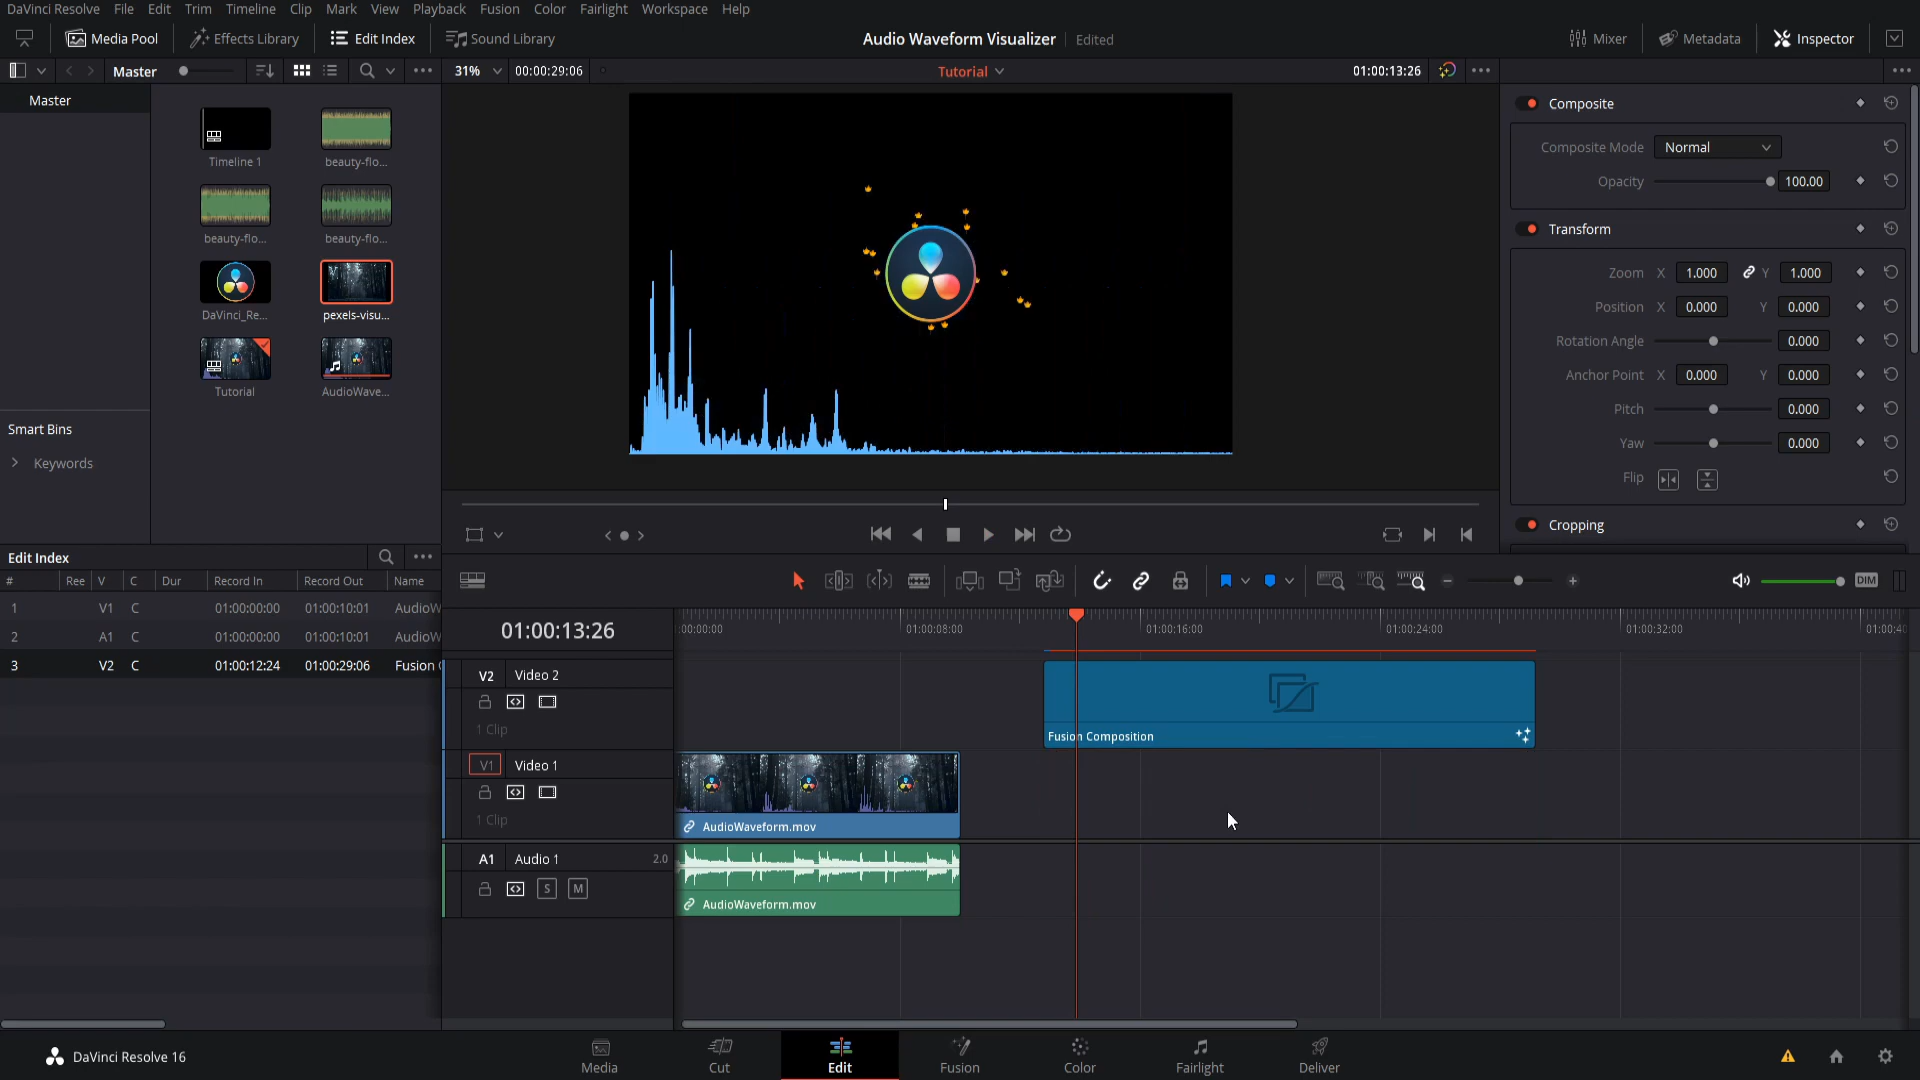 DaVinci Resolve File Edit Trim Timeline Clip Mark View Playback Fusion Color Fairlight Workspace Help
Media Pool Effects Library Edit Index Sound Library Audio Waveform Visualizer Edited Mixer Metadata Inspector
Master 31% 00:00:29:06 Tutorial 01:00:13:26
Master
Timeline 1 beauty-flo...
beauty-flo... beauty-flo...
DaVinci_Re... pexels-visu...
Tutorial AudioWave...
Smart Bins
Keywords
Composite
Composite Mode Normal
Opacity 100.00
Transform
Zoom X 1.000 Y 1.000
Position X 0.000 Y 0.000
Rotation Angle 0.000
Anchor Point X 0.000 Y 0.000
Pitch 0.000
Yaw 0.000
Flip
Cropping
Edit Index
# Ree V C Dur Record In Record Out Name
1 V1 C 01:00:00:00 01:00:10:01 AudioW
2 A1 C 01:00:00:00 01:00:10:01 AudioW
3 V2 C 01:00:12:24 01:00:29:06 Fusion
DIM
01:00:13:26
:00:00:00 01:00:08:00 01:00:16:00 01:00:24:00 01:00:32:00 01:00:4
V2 Video 2
1 Clip
Fusion Composition
V1 Video 1
1 Clip
AudioWaveform.mov
A1 Audio 1 2.0
S M
AudioWaveform.mov
DaVinci Resolve 16
Media Cut Edit Fusion Color Fairlight Deliver